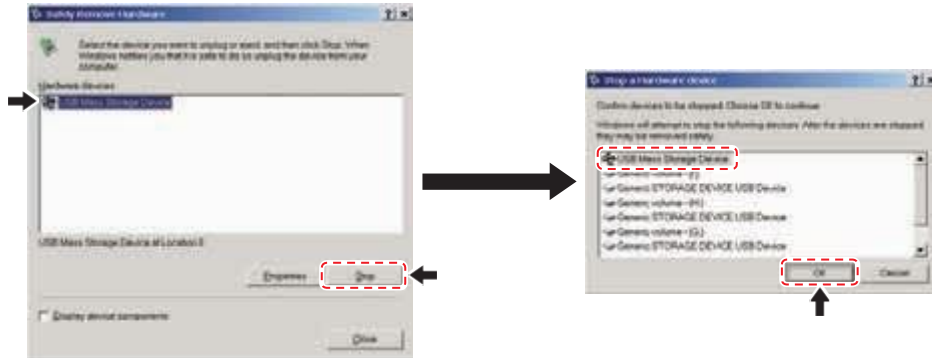 Safely Remove Hardware
Select the device you want to unplug or eject, and then click Stop. When
Windows notifies you that it is safe to do so unplug the device from your
computer.
Hardware devices:
USB Mass Storage Device
USB Mass Storage Device at Location 0
Properties
Stop
Display device components
Close
Stop a Hardware device
Confirm devices to be stopped, Choose OK to continue.
Windows will attempt to stop the following devices. After the devices are stopped
they may be removed safely.
USB Mass Storage Device
Generic volume - (I:)
Generic STORAGE DEVICE USB Device
Generic volume - (H:)
Generic STORAGE DEVICE USB Device
Generic volume - (G:)
Generic STORAGE DEVICE USB Device
OK
Cancel